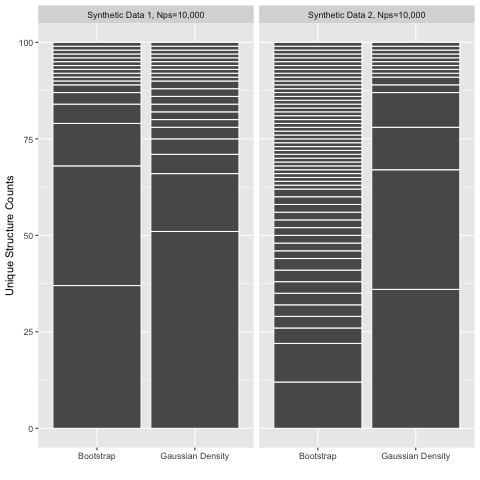 Synthetic Data 1, Nps=10,000
Synthetic Data 2, Nps=10,000
Unique Structure Counts
100
75
50
25
0
Bootstrap
Gaussian Density
Bootstrap
Gaussian Density